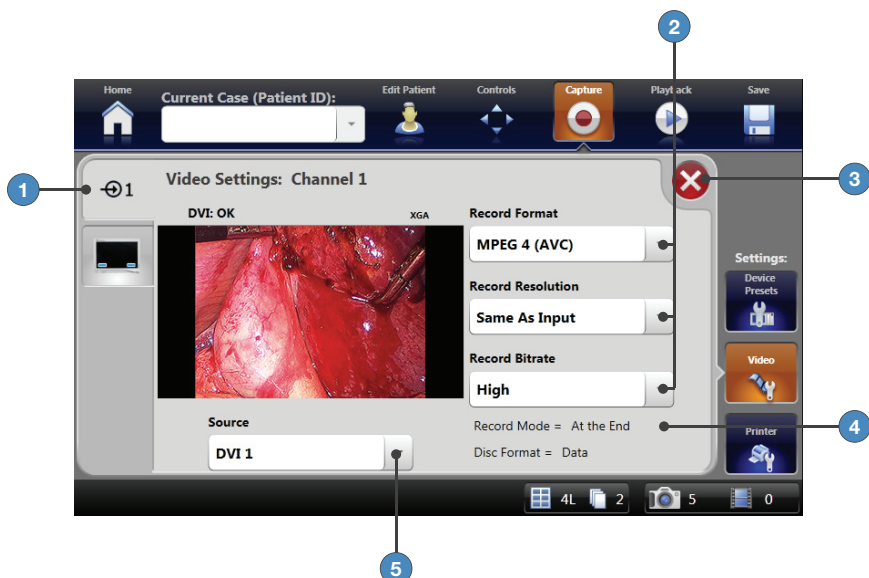 2
Home
Current Case (Patient ID):
Edit Patient
Controls
Capture
Playback
Save
1
1
Video Settings: Channel 1
3
DVI: OK
XGA
Record Format
MPEG 4 (AVC)
Settings:
Device
Presets
Record Resolution
Same As Input
Record Bitrate
Video
High
Source
Record Mode = At the End
4
Printer
DVI 1
Disc Format = Data
4L
2
5
0
5